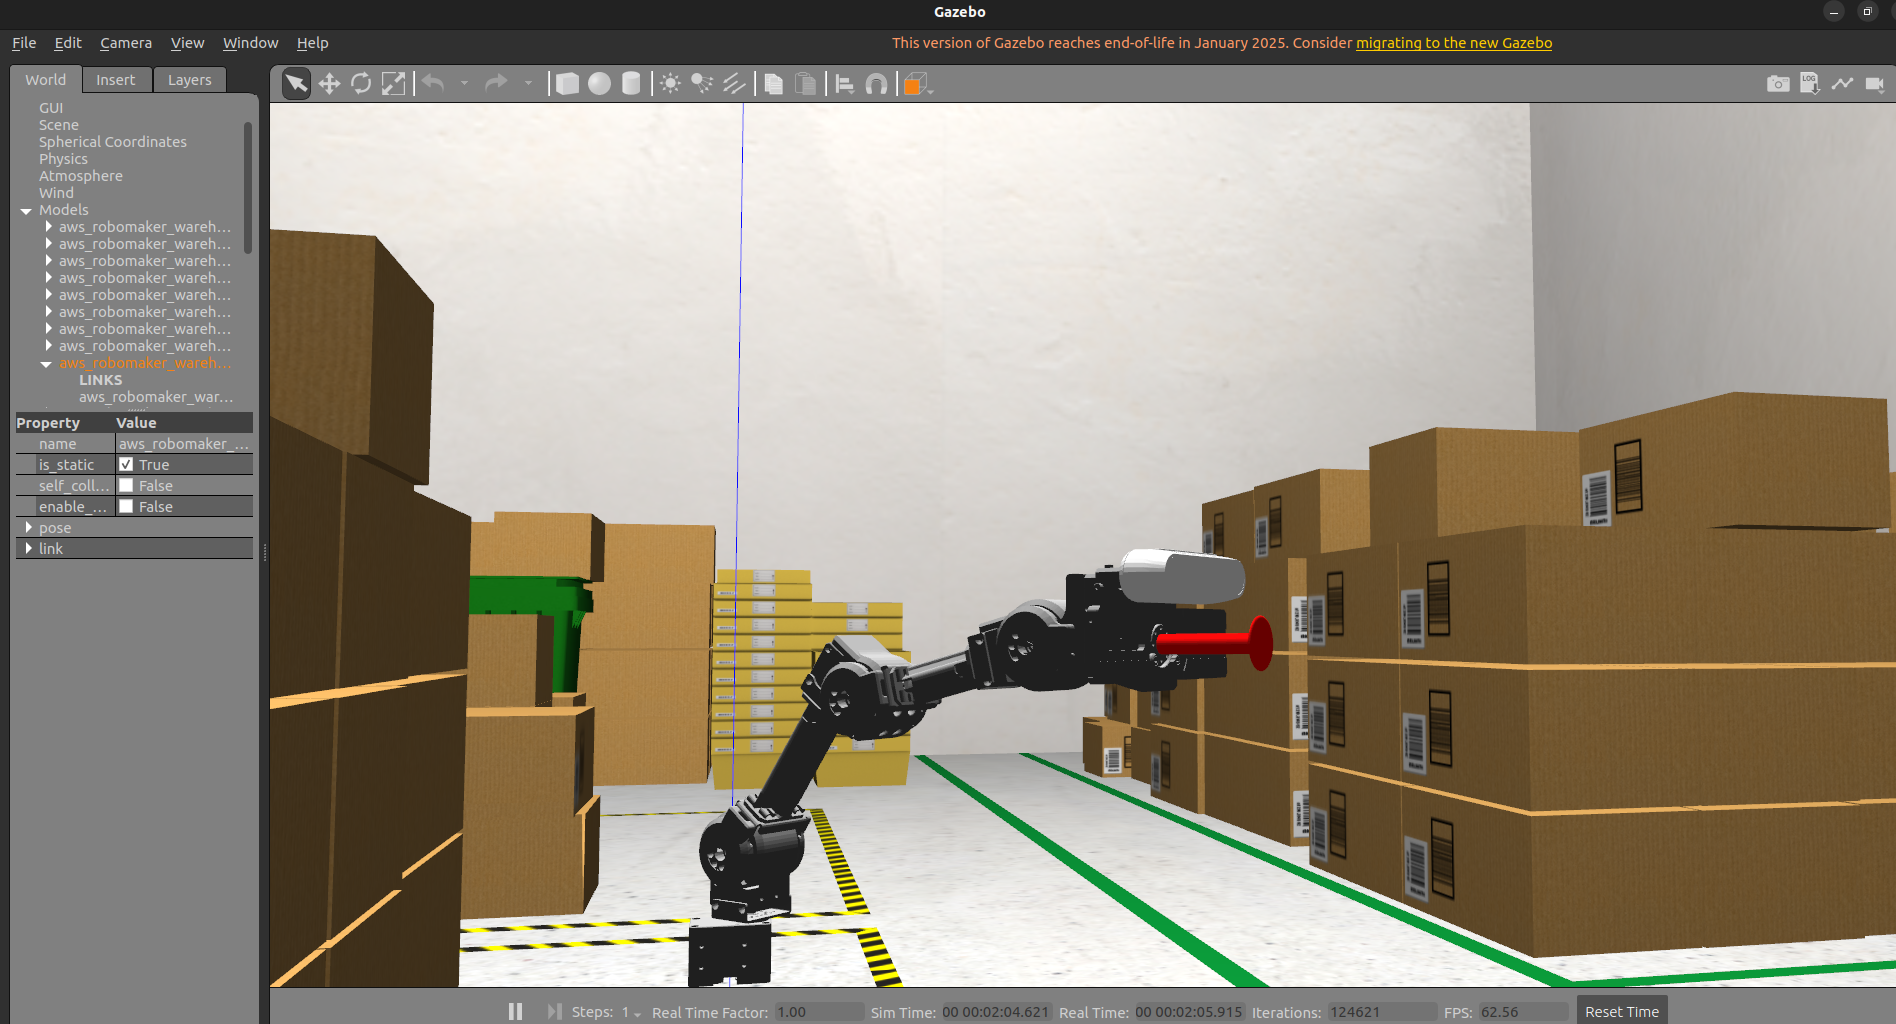 Gazebo
File Edit Camera View Window Help
This version of Gazebo reaches end-of-life in January 2025. Consider migrating to the new Gazebo
World Insert Layers
GUI
Scene
Spherical Coordinates
Physics
Atmosphere
Wind
Models
aws_robomaker_wareh...
aws_robomaker_wareh...
aws_robomaker_wareh...
aws_robomaker_wareh...
aws_robomaker_wareh...
aws_robomaker_wareh...
aws_robomaker_wareh...
aws_robomaker_wareh...
aws_robomaker_wareh...
LINKS
aws_robomaker_war...
Property Value
name aws_robomaker_...
is_static True
self_coll... False
enable_... False
pose
link
LOG
Steps: 1 Real Time Factor: 1.00 Sim Time: 00 00:02:04.621 Real Time: 00 00:02:05.915 Iterations: 124621 FPS: 62.56 Reset Time